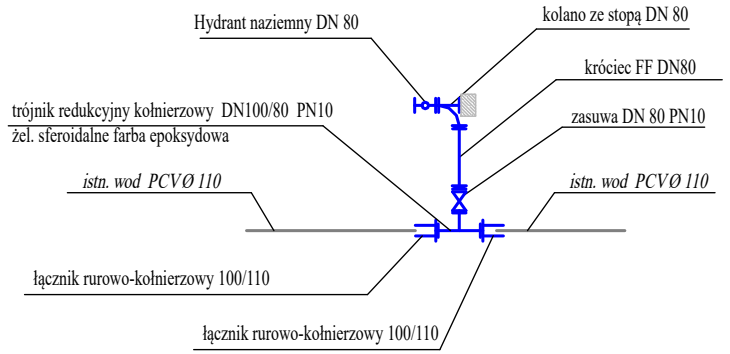 Hydrant naziemny DN 80
kolano ze stopą DN 80
króciec FF DN80
trójnik redukcyjny kołnierzowy DN100/80 PN10
żel. sferoidalne farba epoksydowa
zasuwa DN 80 PN10
istn. wod PCV Ø 110
istn. wod PCV Ø 110
łącznik rurowo-kołnierzowy 100/110
łącznik rurowo-kołnierzowy 100/110